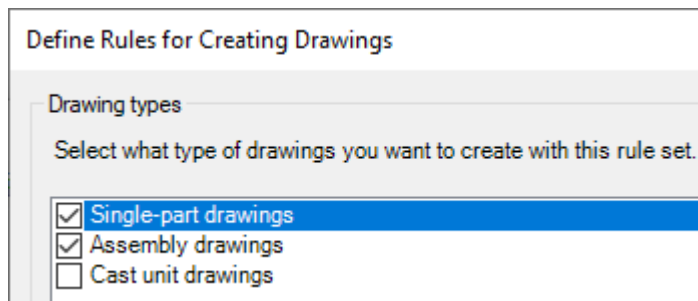 Define Rules for Creating Drawings
Drawing types
Select what type of drawings you want to create with this rule set.
Single-part drawings
Assembly drawings
Cast unit drawings